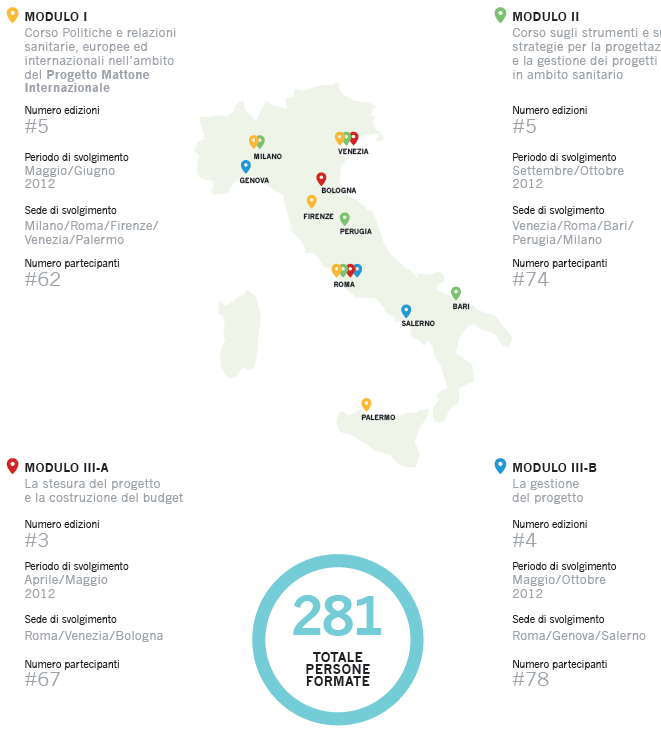 MODULO I
Corso Politiche e relazioni
sanitarie, europee ed
internazionali nell'ambito
del Progetto Mattone
Internazionale
Numero edizioni
#5
Periodo di svolgimento
Maggio/Giugno
2012
Sede di svolgimento
Milano/Roma/Firenze/
Venezia/Palermo
Numero partecipanti
#62
MODULO II
Corso sugli strumenti e su
strategie per la progettaz
e la gestione dei progetti
in ambito sanitario
Numero edizioni
#5
Periodo di svolgimento
Settembre/Ottobre
2012
Sede di svolgimento
Venezia/Roma/Bari/
Perugia/Milano
Numero partecipanti
#74
MILANO
VENEZIA
GENOVA
BOLOGNA
FIRENZE
PERUGIA
ROMA
BARI
SALERNO
PALERMO
MODULO III-A
La stesura del progetto
e la costruzione del budget
Numero edizioni
#3
Periodo di svolgimento
Aprile/Maggio
2012
Sede di svolgimento
Roma/Venezia/Bologna
Numero partecipanti
#67
281
TOTALE
PERSONE
FORMATE
MODULO III-B
La gestione
del progetto
Numero edizioni
#4
Periodo di svolgimento
Maggio/Ottobre
2012
Sede di svolgimento
Roma/Genova/Salerno
Numero partecipanti
#78